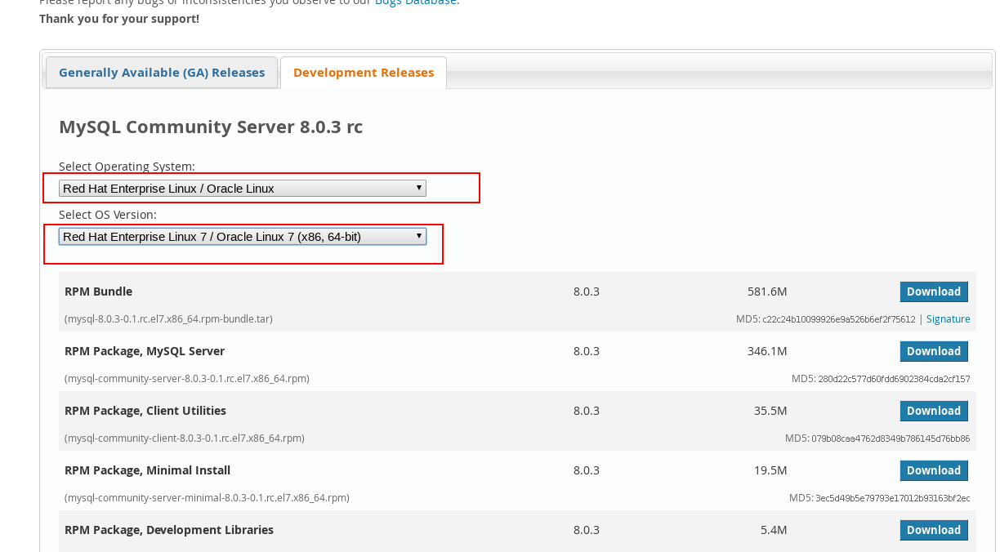 Please report any bugs or inconsistencies you observe to our Bugs Database.
Thank you for your support!
Generally Available (GA) Releases
Development Releases
MySQL Community Server 8.0.3 rc
Select Operating System:
Red Hat Enterprise Linux / Oracle Linux
Select OS Version:
Red Hat Enterprise Linux 7 / Oracle Linux 7 (x86, 64-bit)
RPM Bundle 8.0.3 581.6M Download
(mysql-8.0.3-0.1.rc.el7.x86_64.rpm-bundle.tar) MD5: c22c24b10099926e9a526b6ef2f75612 | Signature
RPM Package, MySQL Server 8.0.3 346.1M Download
(mysql-community-server-8.0.3-0.1.rc.el7.x86_64.rpm) MD5: 280d22c577d60fdd6902384cda2cf157
RPM Package, Client Utilities 8.0.3 35.5M Download
(mysql-community-client-8.0.3-0.1.rc.el7.x86_64.rpm) MD5: 079b08caa4762d8349b786145d76bb86
RPM Package, Minimal Install 8.0.3 19.5M Download
(mysql-community-server-minimal-8.0.3-0.1.rc.el7.x86_64.rpm) MD5: 3ec5d49b5e79793e17012b93163bf2ec
RPM Package, Development Libraries 8.0.3 5.4M Download